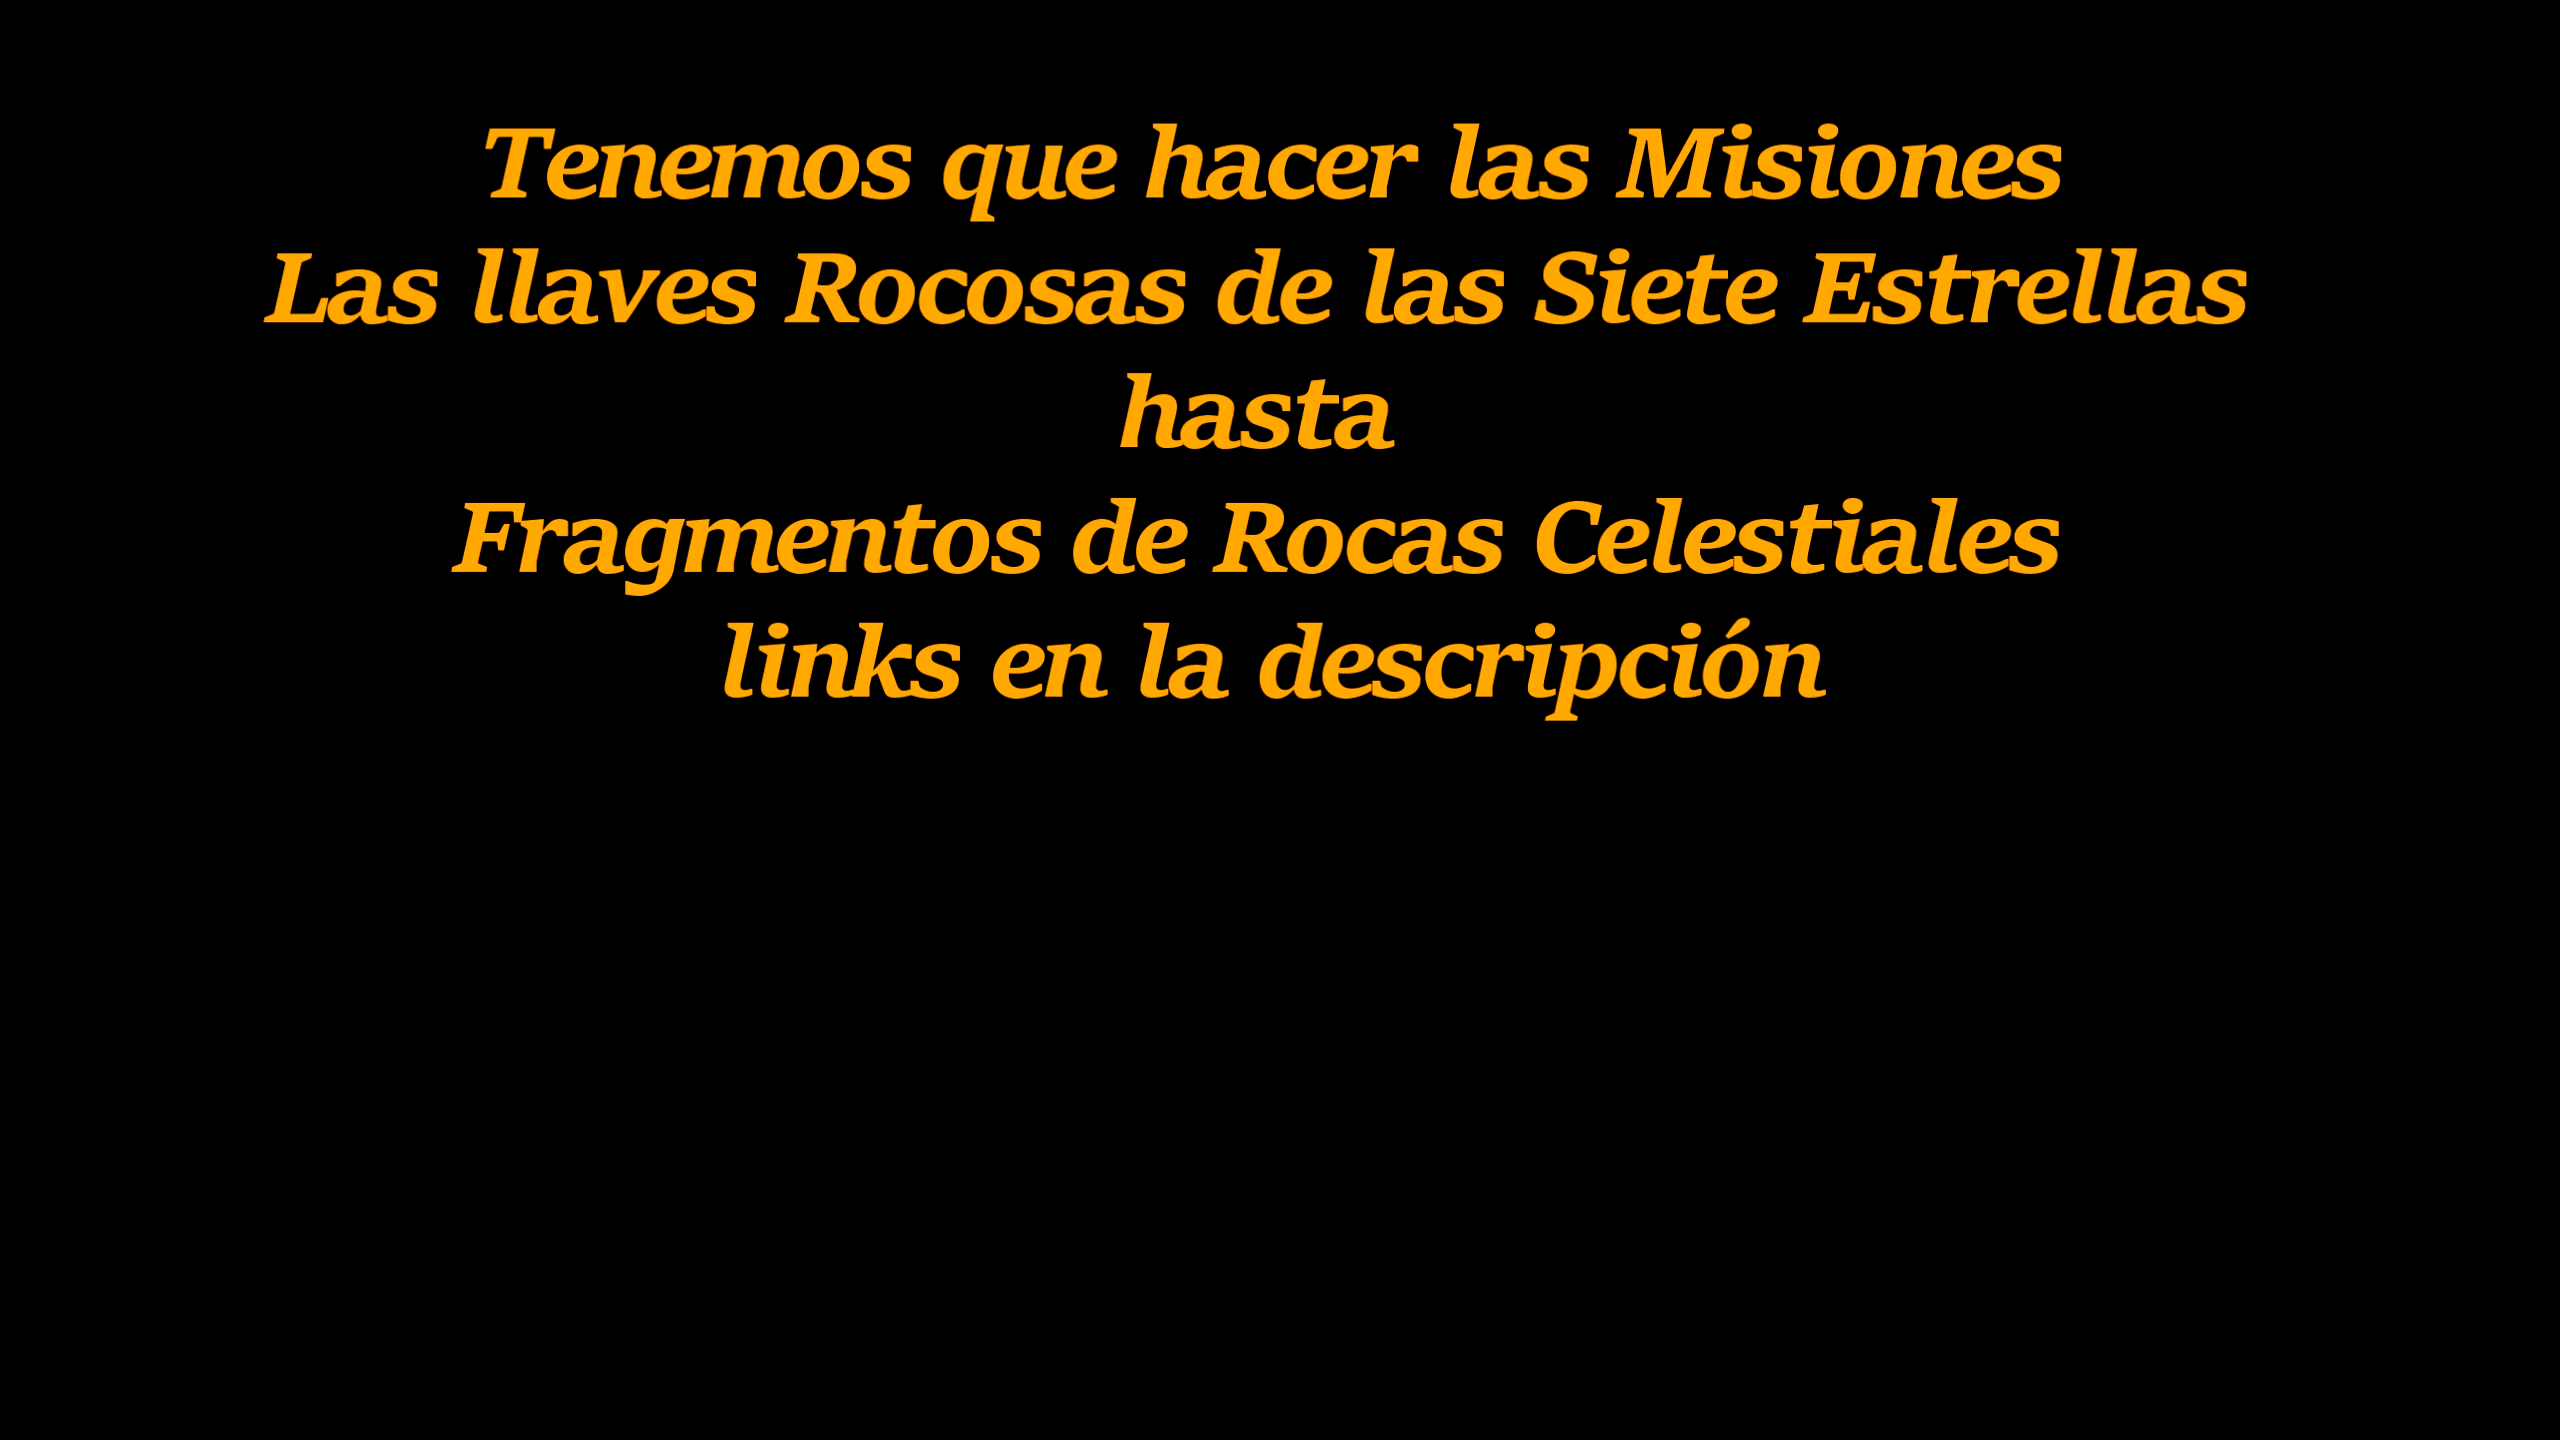 Tenemos que hacer las Misiones
Las llaves Rocosas de las Siete Estrellas
hasta
Fragmentos de Rocas Celestiales
links en la descripción